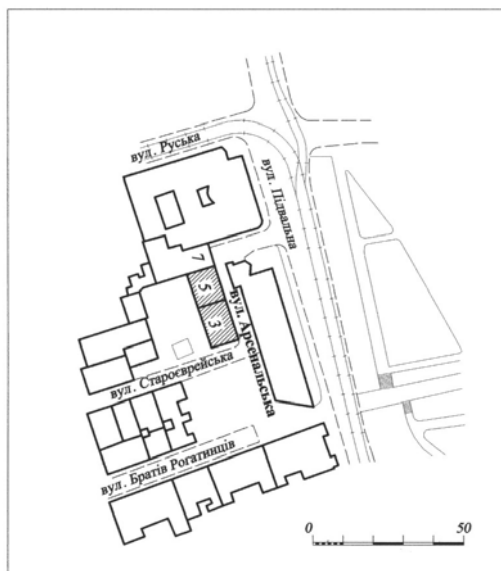 вул. Руська
вул. Підвальна
7
5
3
вул. Арсенальська
вул. Староєврейська
вул. Братів Рогатинців
0 50